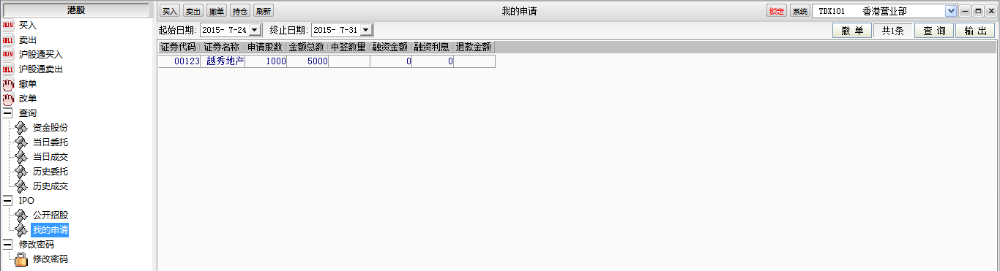 港股
买入 卖出 撤单 持仓 刷新 我的申请 锁定 系统 TDX101 香港营业部
起始日期: 2015- 7-24 终止日期: 2015- 7-31 撤 单 共1条 查 询 输 出
证券代码 证券名称 申请股数 金额总数 中签数量 融资金额 融资利息 退款金额
00123 越秀地产 1000 5000 0 0
BUY 买入
SELL 卖出
BUY 沪股通买入
SELL 沪股通卖出
撤单
改单
查询
资金股份
当日委托
当日成交
历史委托
历史成交
IPO
公开招股
我的申请
修改密码
修改密码